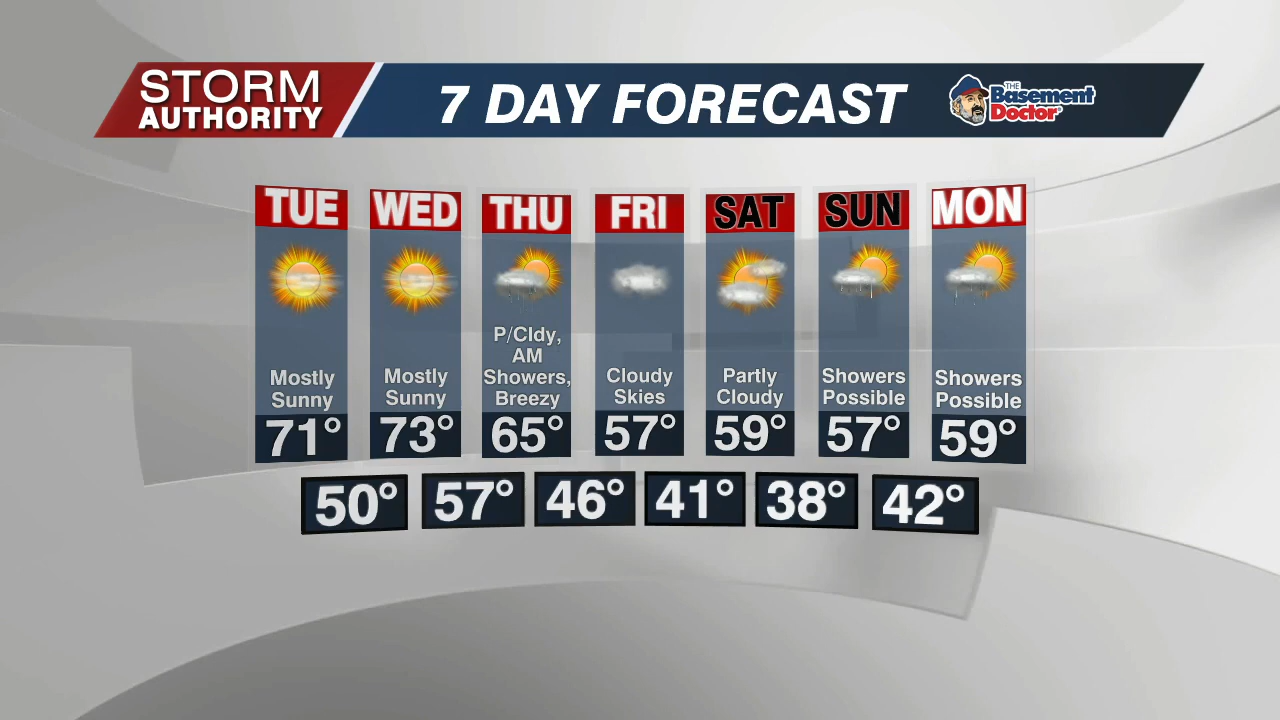 STORM
AUTHORITY
7 DAY FORECAST
THE
Basement
Doctor
TUE WED THU FRI SAT SUN MON
Mostly
Sunny
71°
Mostly
Sunny
73°
P/Cldy,
AM
Showers,
Breezy
65°
Cloudy
Skies
57°
Partly
Cloudy
59°
Showers
Possible
57°
Showers
Possible
59°
50° 57° 46° 41° 38° 42°